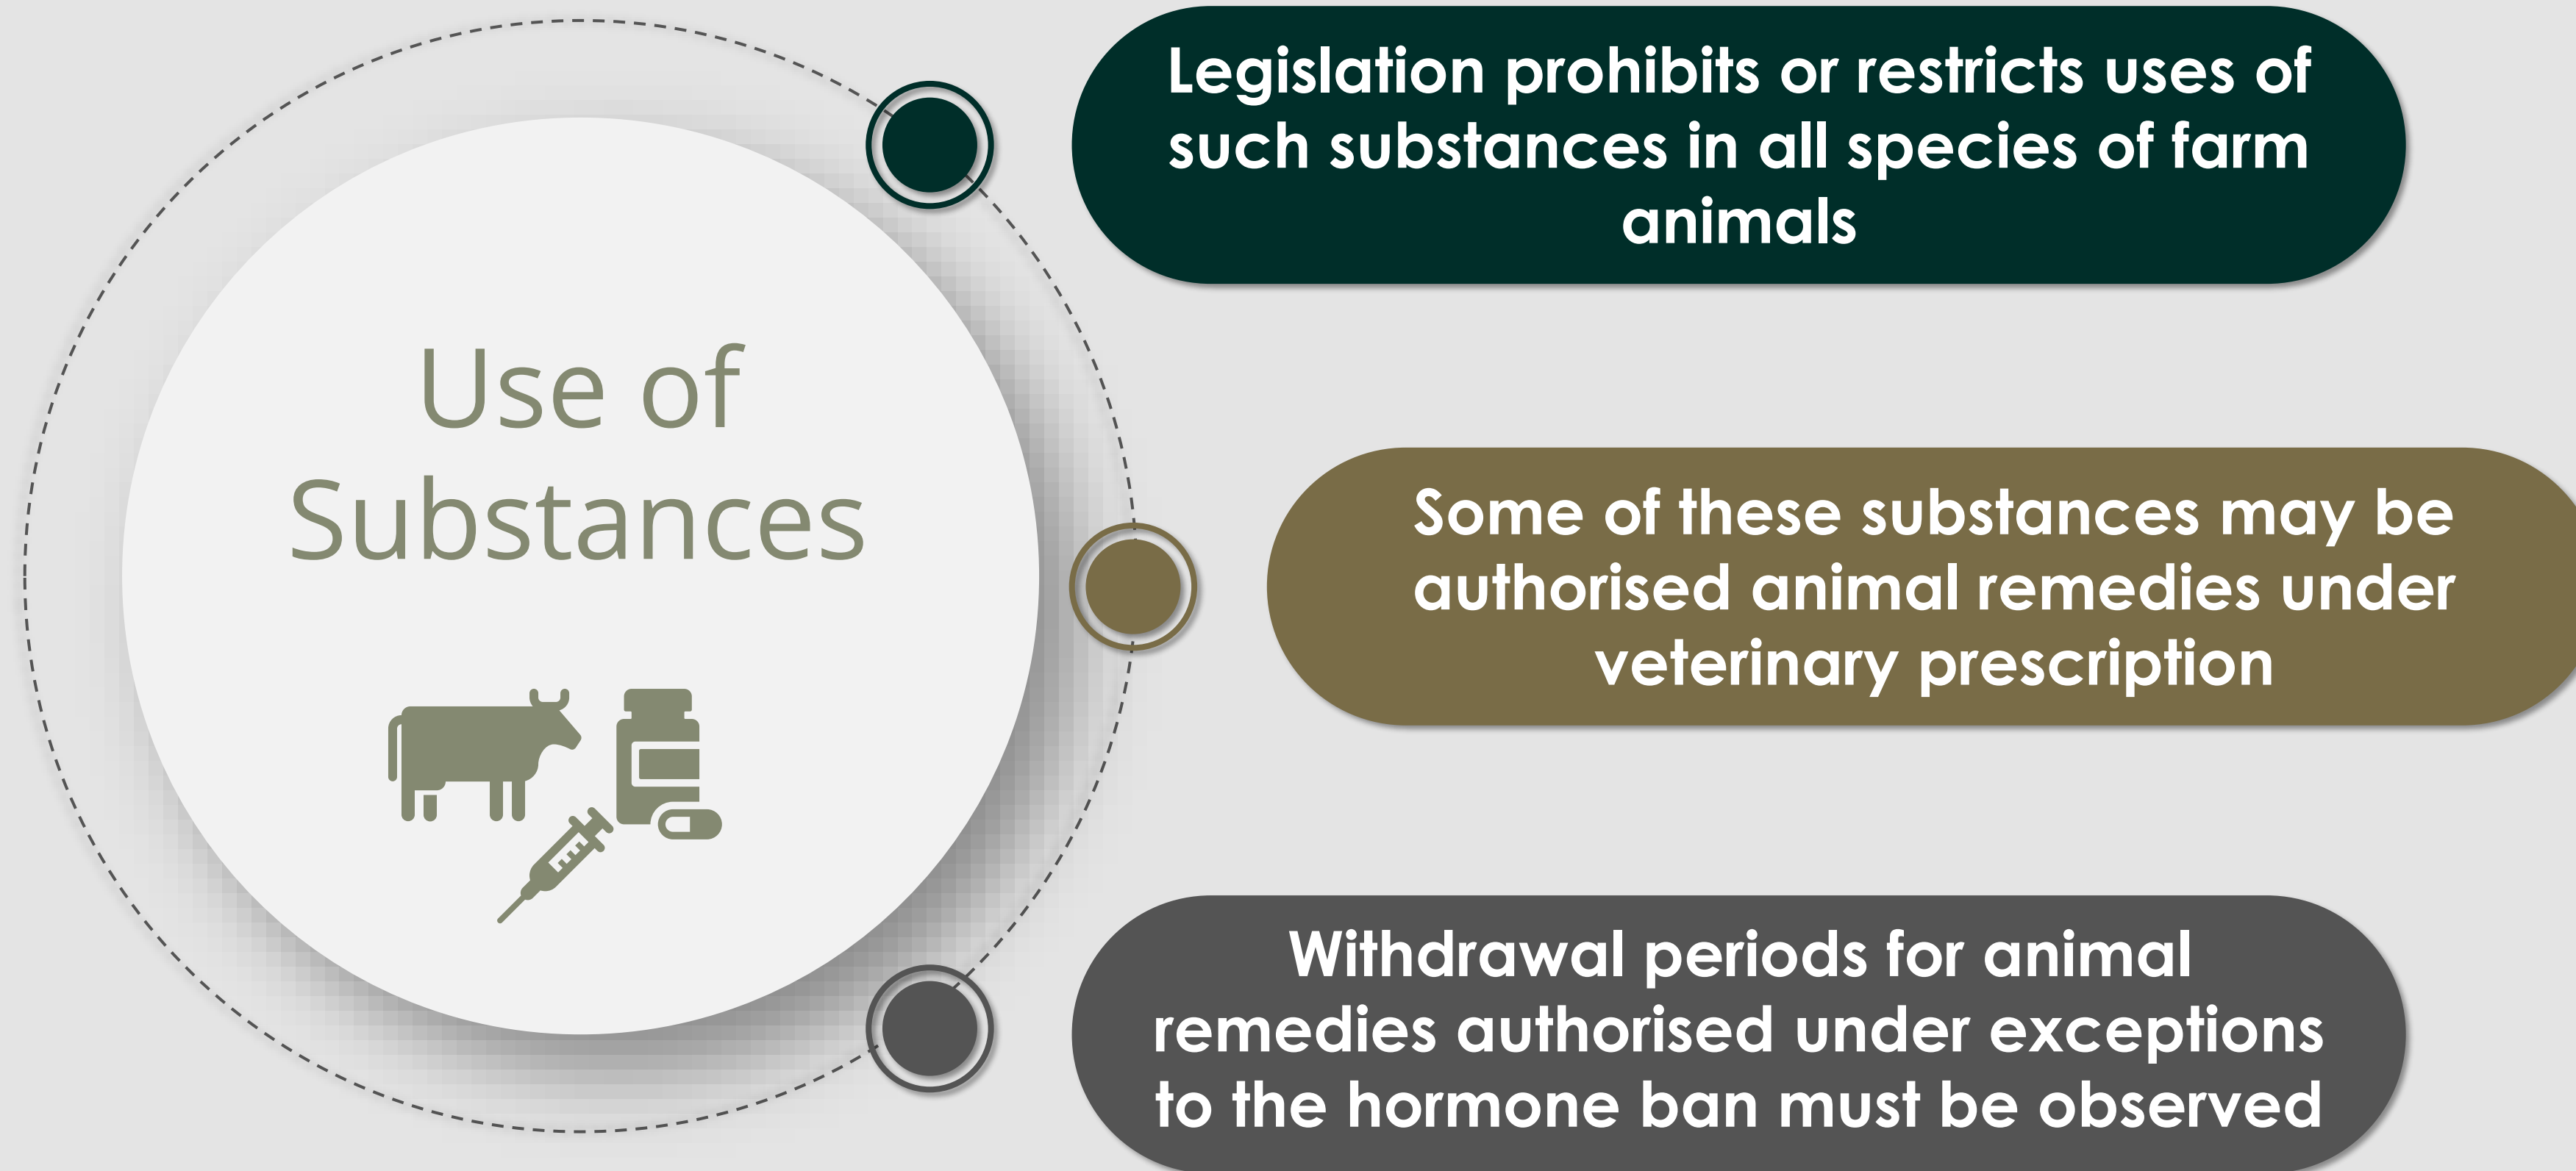 Use of
Substances
Legislation prohibits or restricts uses of
such substances in all species of farm
animals
Some of these substances may be
authorised animal remedies under
veterinary prescription
Withdrawal periods for animal
remedies authorised under exceptions
to the hormone ban must be observed